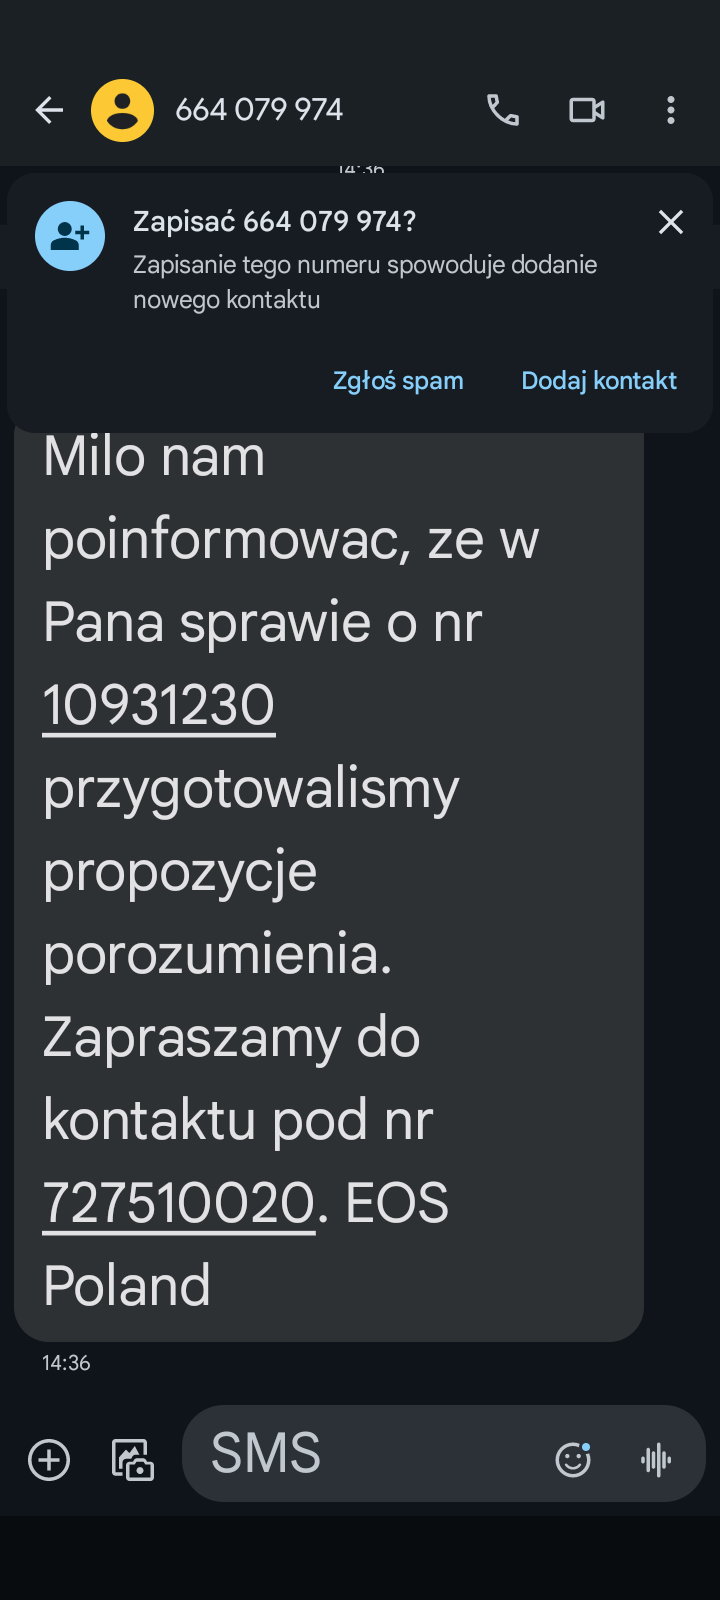 664 079 974
14:36
Zapisać 664 079 974?
Zapisanie tego numeru spowoduje dodanie
nowego kontaktu
Zgłoś spam Dodaj kontakt
Milo nam
poinformowac, ze w
Pana sprawie o nr
10931230
przygotowalismy
propozycje
porozumienia.
Zapraszamy do
kontaktu pod nr
727510020. EOS
Poland
14:36
SMS